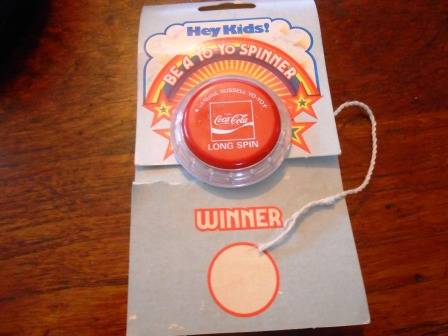 Hey Kids!
BE A YO-YO SPINNER
GENUINE RUSSELL YO-YO
Coca-Cola
LONG SPIN
WINNER